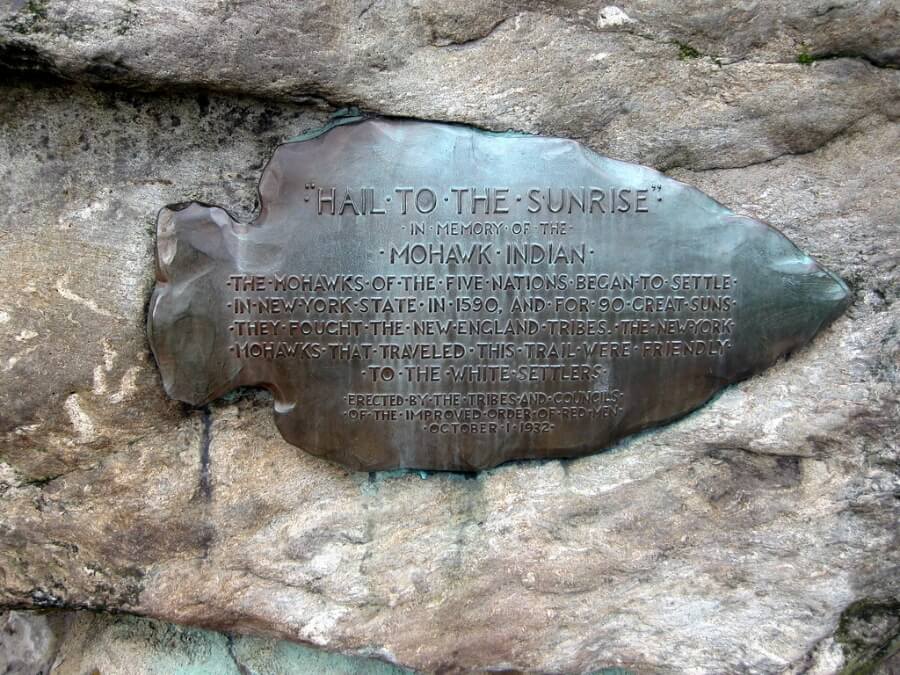 "HAIL·TO·THE·SUNRISE"·
·IN·MEMORY·OF·THE·
·MOHAWK·INDIAN·
·THE·MOHAWKS·OF·THE·FIVE·NATIONS·BEGAN·TO·SETTLE·
·IN·NEW·YORK·STATE·IN·1590, AND·FOR·90·GREAT·SUNS·
·THEY·FOUGHT·THE·NEW·ENGLAND·TRIBES. THE·NEW·YORK·
·MOHAWKS·THAT·TRAVELED·THIS·TRAIL·WERE·FRIENDLY·
·TO·THE·WHITE·SETTLERS·
·ERECTED·BY·THE·TRIBES·AND·COUNCILS·
·OF·THE·IMPROVED·ORDER·OF·RED·MEN·
·OCTOBER·1·1932·